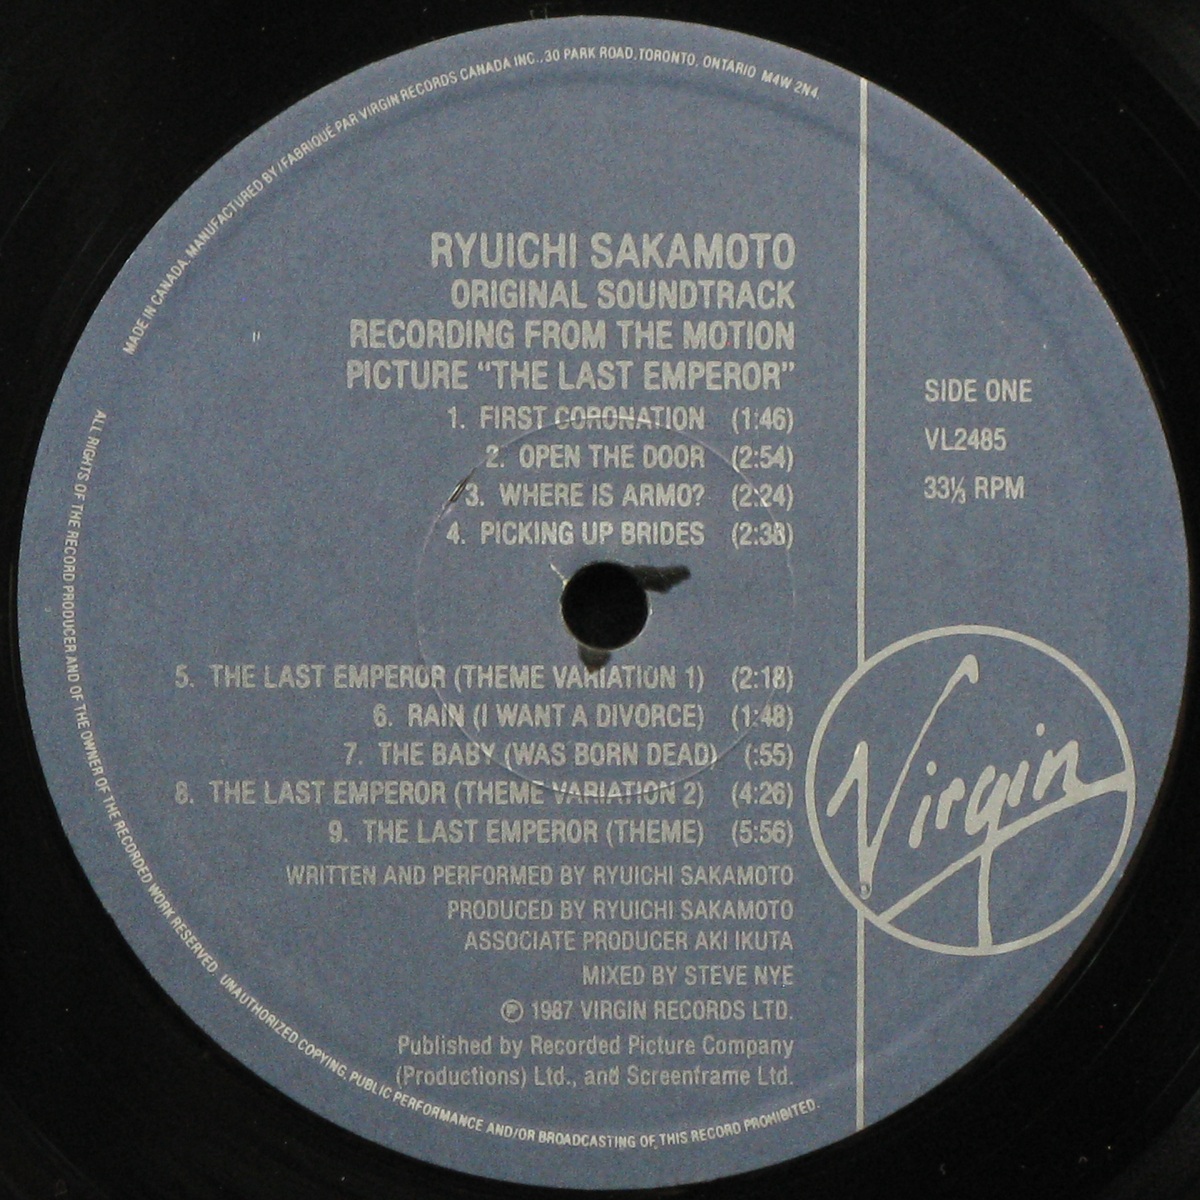 MADE IN CANADA. MANUFACTURED BY/FABRIQUÉ PAR VIRGIN RECORDS CANADA INC., 30 PARK ROAD, TORONTO, ONTARIO M4W 2N4.
RYUICHI SAKAMOTO
ORIGINAL SOUNDTRACK
RECORDING FROM THE MOTION
PICTURE "THE LAST EMPEROR"
1. FIRST CORONATION (1:46)
2. OPEN THE DOOR (2:54)
3. WHERE IS ARMO? (2:24)
4. PICKING UP BRIDES (2:38)
5. THE LAST EMPEROR (THEME VARIATION 1) (2:18)
6. RAIN (I WANT A DIVORCE) (1:48)
7. THE BABY (WAS BORN DEAD) (:55)
8. THE LAST EMPEROR (THEME VARIATION 2) (4:26)
9. THE LAST EMPEROR (THEME) (5:56)
WRITTEN AND PERFORMED BY RYUICHI SAKAMOTO
PRODUCED BY RYUICHI SAKAMOTO
ASSOCIATE PRODUCER AKI IKUTA
MIXED BY STEVE NYE
℗ 1987 VIRGIN RECORDS LTD.
Published by Recorded Picture Company
(Productions) Ltd., and Screenframe Ltd.
SIDE ONE
VL2485
33⅓ RPM
Virgin
ALL RIGHTS OF THE RECORD PRODUCER AND OF THE OWNER OF THE RECORDED WORK RESERVED. UNAUTHORIZED COPYING, PUBLIC PERFORMANCE AND/OR BROADCASTING OF THIS RECORD PROHIBITED.